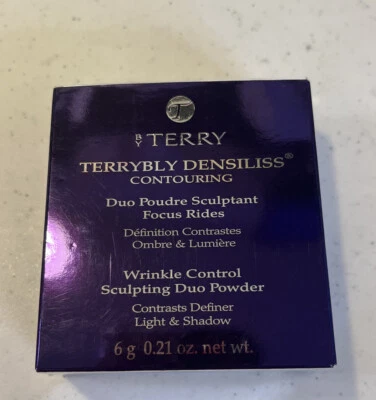 T
BY TERRY
TERRYBLY DENSILISS®
CONTOURING
Duo Poudre Sculptant
Focus Rides
Définition Contrastes
Ombre & Lumière
Wrinkle Control
Sculpting Duo Powder
Contrasts Definer
Light & Shadow
6 g 0.21 oz. net wt.